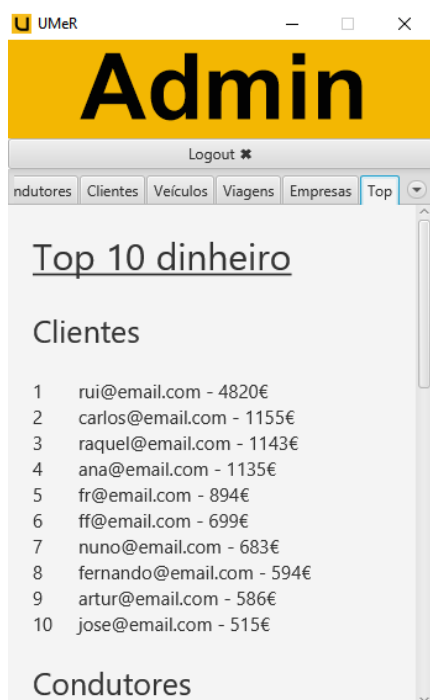 UMeR
Admin
Logout ✖
ndutores Clientes Veículos Viagens Empresas Top
Top 10 dinheiro
Clientes
1 rui@email.com - 4820€
2 carlos@email.com - 1155€
3 raquel@email.com - 1143€
4 ana@email.com - 1135€
5 fr@email.com - 894€
6 ff@email.com - 699€
7 nuno@email.com - 683€
8 fernando@email.com - 594€
9 artur@email.com - 586€
10 jose@email.com - 515€
Condutores